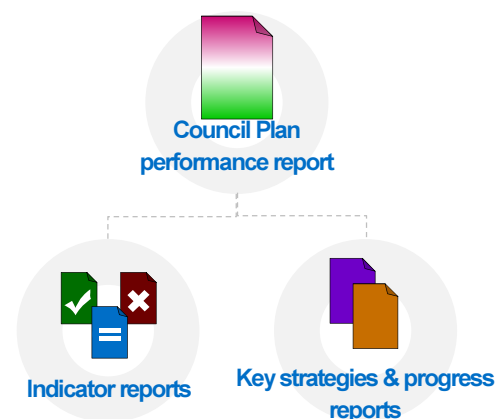 Council Plan
performance report
Indicator reports
Key strategies & progress
reports